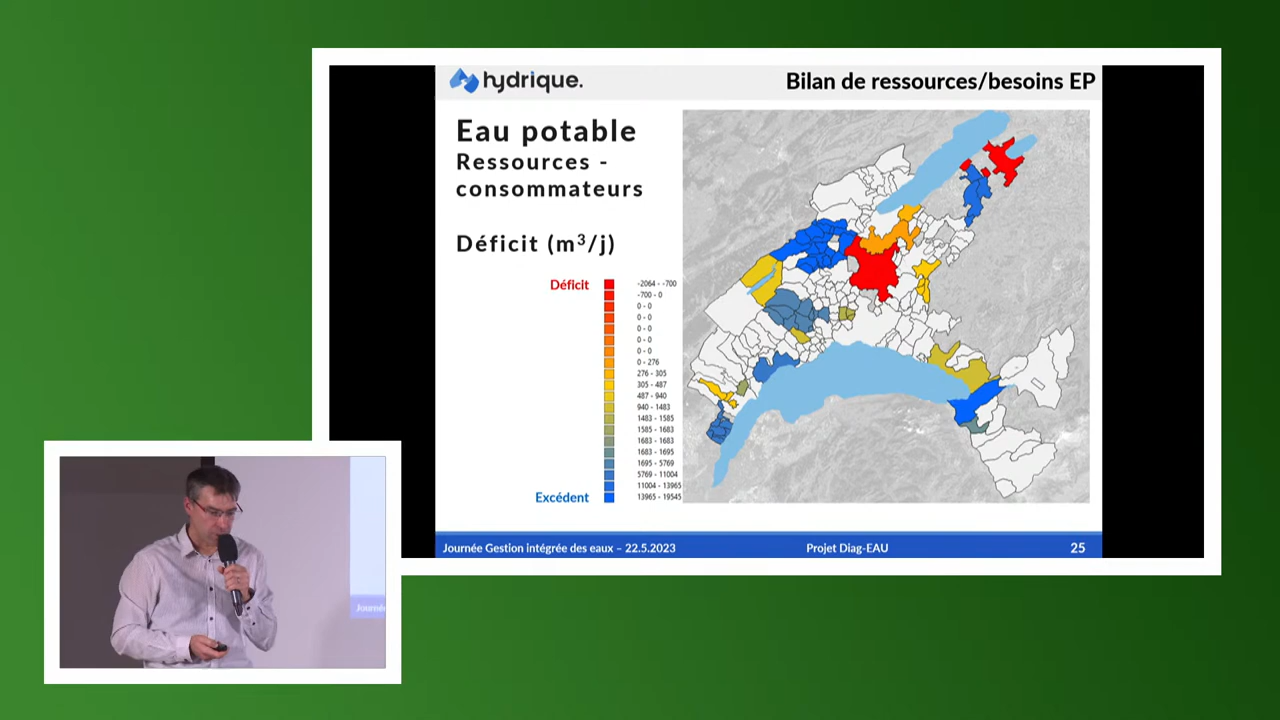 hydrique.
Bilan de ressources/besoins EP
Eau potable
Ressources -
consommateurs
Déficit (m³/j)
Déficit
-2064 - -700
-700 - 0
0 - 0
0 - 0
0 - 0
0 - 0
0 - 0
0 - 276
276 - 305
305 - 487
487 - 940
940 - 1483
1483 - 1585
1585 - 1683
1683 - 1683
1683 - 1695
1695 - 5769
5769 - 11004
11004 - 13965
13965 - 19545
Excédent
Journée Gestion intégrée des eaux – 22.5.2023
Projet Diag-EAU
25
Journé